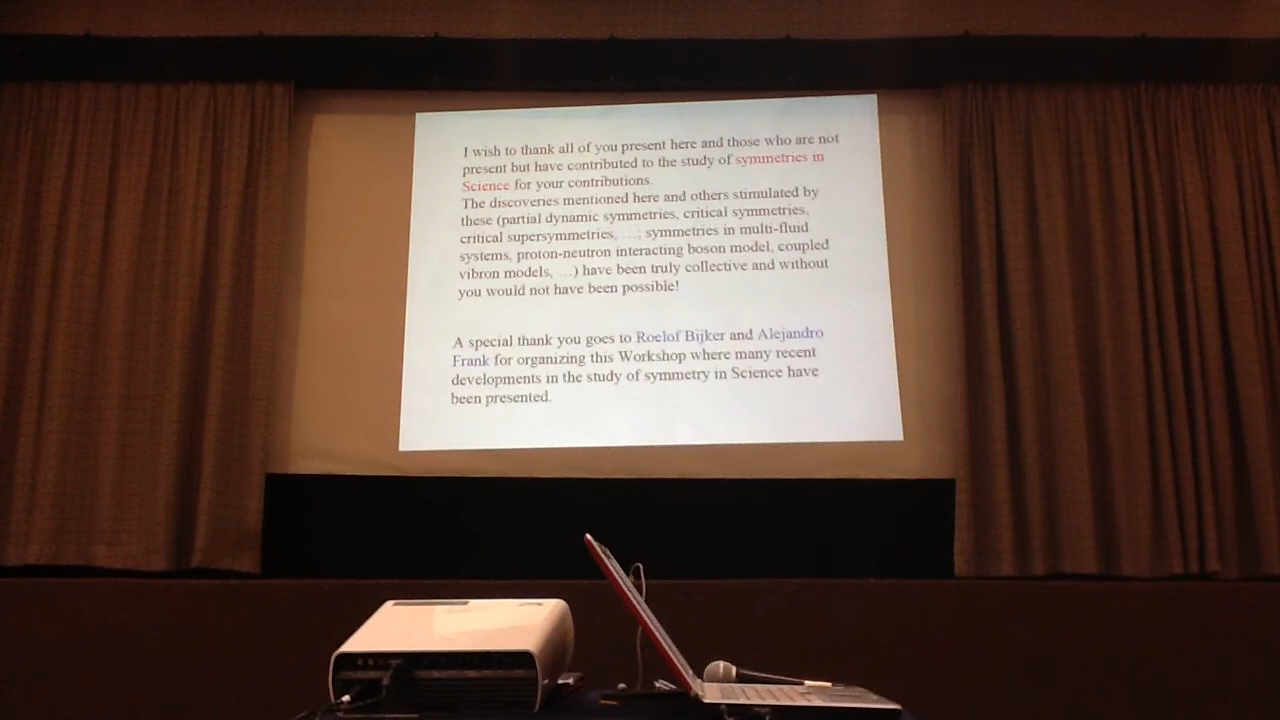 I wish to thank all of you present here and those who are not
present but have contributed to the study of symmetries in
Science for your contributions.
The discoveries mentioned here and others stimulated by
these (partial dynamic symmetries, critical symmetries,
critical supersymmetries, …; symmetries in multi-fluid
systems, proton-neutron interacting boson model, coupled
vibron models, …) have been truly collective and without
you would not have been possible!
A special thank you goes to Roelof Bijker and Alejandro
Frank for organizing this Workshop where many recent
developments in the study of symmetry in Science have
been presented.